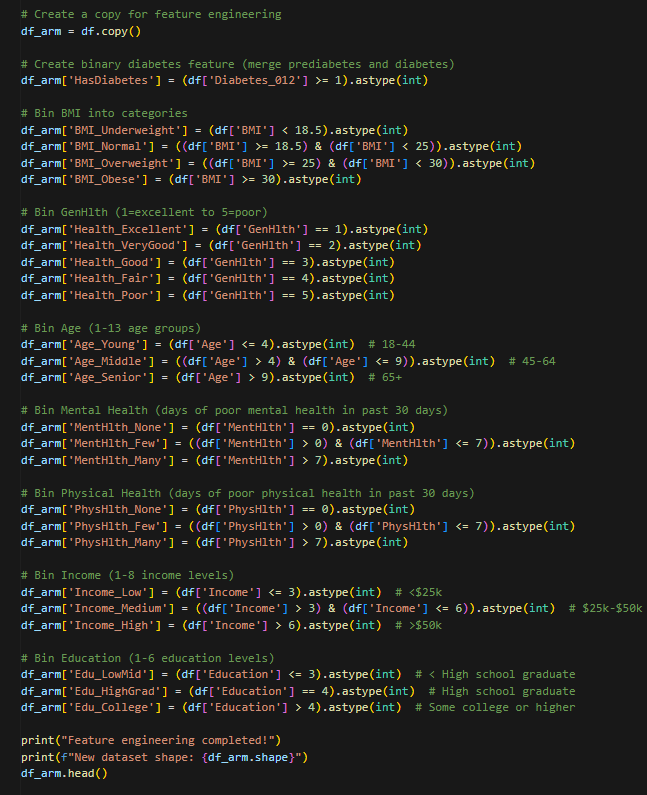 # Create a copy for feature engineering
df_arm = df.copy()
# Create binary diabetes feature (merge prediabetes and diabetes)
df_arm['HasDiabetes'] = (df['Diabetes_012'] >= 1).astype(int)
# Bin BMI into categories
df_arm['BMI_Underweight'] = (df['BMI'] < 18.5).astype(int)
df_arm['BMI_Normal'] = ((df['BMI'] >= 18.5) & (df['BMI'] < 25)).astype(int)
df_arm['BMI_Overweight'] = ((df['BMI'] >= 25) & (df['BMI'] < 30)).astype(int)
df_arm['BMI_Obese'] = (df['BMI'] >= 30).astype(int)
# Bin GenHlth (1=excellent to 5=poor)
df_arm['Health_Excellent'] = (df['GenHlth'] == 1).astype(int)
df_arm['Health_VeryGood'] = (df['GenHlth'] == 2).astype(int)
df_arm['Health_Good'] = (df['GenHlth'] == 3).astype(int)
df_arm['Health_Fair'] = (df['GenHlth'] == 4).astype(int)
df_arm['Health_Poor'] = (df['GenHlth'] == 5).astype(int)
# Bin Age (1-13 age groups)
df_arm['Age_Young'] = (df['Age'] <= 4).astype(int)  # 18-44
df_arm['Age_Middle'] = ((df['Age'] > 4) & (df['Age'] <= 9)).astype(int)  # 45-64
df_arm['Age_Senior'] = (df['Age'] > 9).astype(int)  # 65+
# Bin Mental Health (days of poor mental health in past 30 days)
df_arm['MentHlth_None'] = (df['MentHlth'] == 0).astype(int)
df_arm['MentHlth_Few'] = ((df['MentHlth'] > 0) & (df['MentHlth'] <= 7)).astype(int)
df_arm['MentHlth_Many'] = (df['MentHlth'] > 7).astype(int)
# Bin Physical Health (days of poor physical health in past 30 days)
df_arm['PhysHlth_None'] = (df['PhysHlth'] == 0).astype(int)
df_arm['PhysHlth_Few'] = ((df['PhysHlth'] > 0) & (df['PhysHlth'] <= 7)).astype(int)
df_arm['PhysHlth_Many'] = (df['PhysHlth'] > 7).astype(int)
# Bin Income (1-8 income levels)
df_arm['Income_Low'] = (df['Income'] <= 3).astype(int)  # <$25k
df_arm['Income_Medium'] = ((df['Income'] > 3) & (df['Income'] <= 6)).astype(int)  # $25k-$50k
df_arm['Income_High'] = (df['Income'] > 6).astype(int)  # >$50k
# Bin Education (1-6 education levels)
df_arm['Edu_LowMid'] = (df['Education'] <= 3).astype(int)  # < High school graduate
df_arm['Edu_HighGrad'] = (df['Education'] == 4).astype(int)  # High school graduate
df_arm['Edu_College'] = (df['Education'] > 4).astype(int)  # Some college or higher
print("Feature engineering completed!")
print(f"New dataset shape: {df_arm.shape}")
df_arm.head()